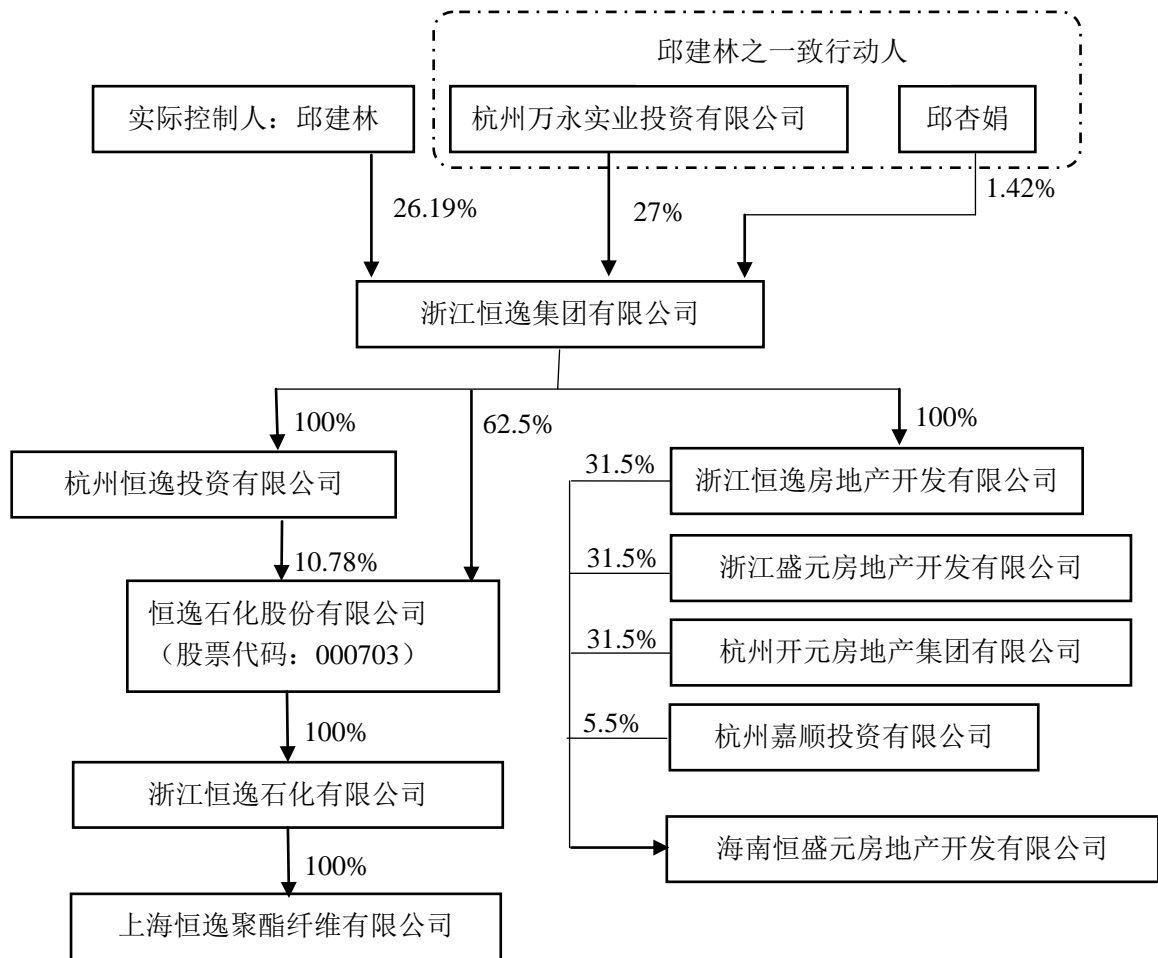 邱建林之一致行动人
实际控制人：邱建林
杭州万永实业投资有限公司
邱杏娟
26.19%
27%
1.42%
浙江恒逸集团有限公司
100%
62.5%
100%
杭州恒逸投资有限公司
31.5%
浙江恒逸房地产开发有限公司
10.78%
31.5%
浙江盛元房地产开发有限公司
恒逸石化股份有限公司
（股票代码：000703）
31.5%
杭州开元房地产集团有限公司
100%
5.5%
杭州嘉顺投资有限公司
浙江恒逸石化有限公司
海南恒盛元房地产开发有限公司
100%
上海恒逸聚酯纤维有限公司